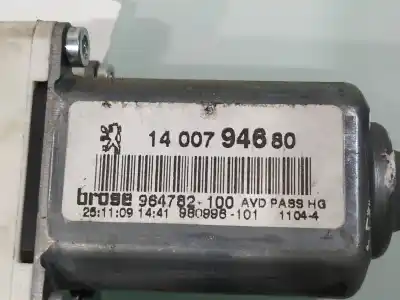 14 007 946 80
brose 964782-100 AVD PASS HG
25:11:09 14:41 980996-101 1104-4